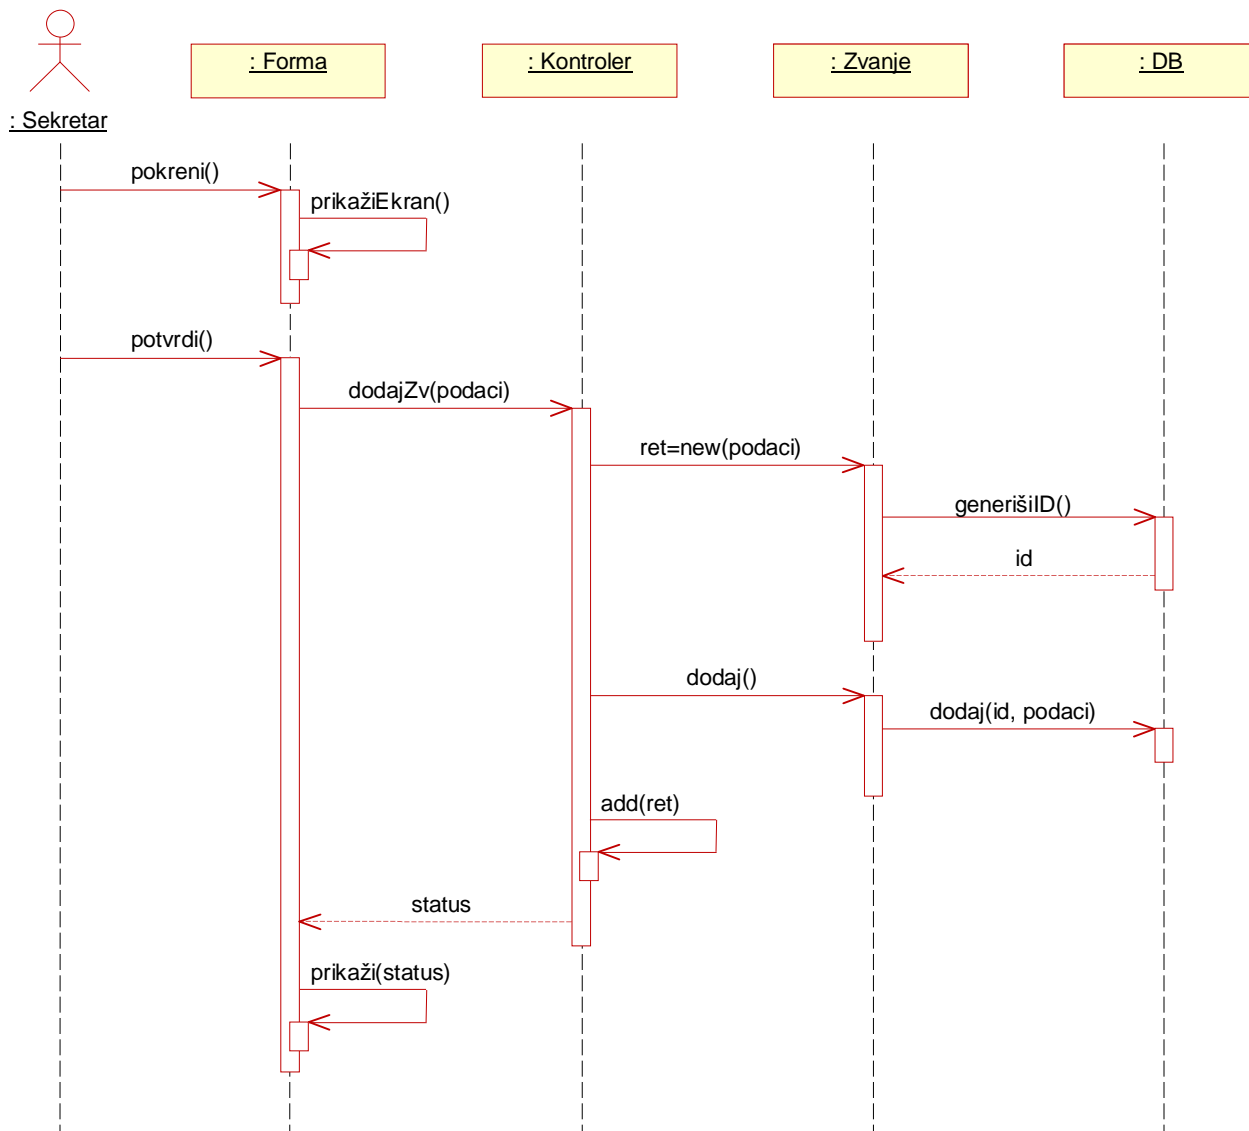 : Forma
: Kontroler
: Zvanje
: DB
: Sekretar
pokreni()
prikažiEkran()
potvrdi()
dodajZv(podaci)
ret=new(podaci)
generišiID()
id
dodaj()
dodaj(id, podaci)
add(ret)
status
prikaži(status)